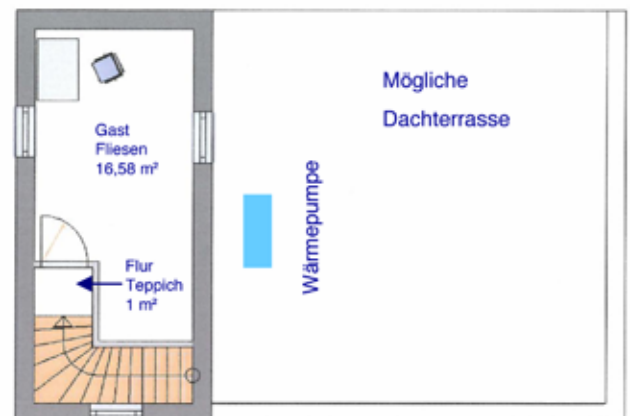 Mögliche
Dachterrasse
Gast
Fliesen
16,58 m²
Wärmepumpe
Flur
Teppich
1 m²